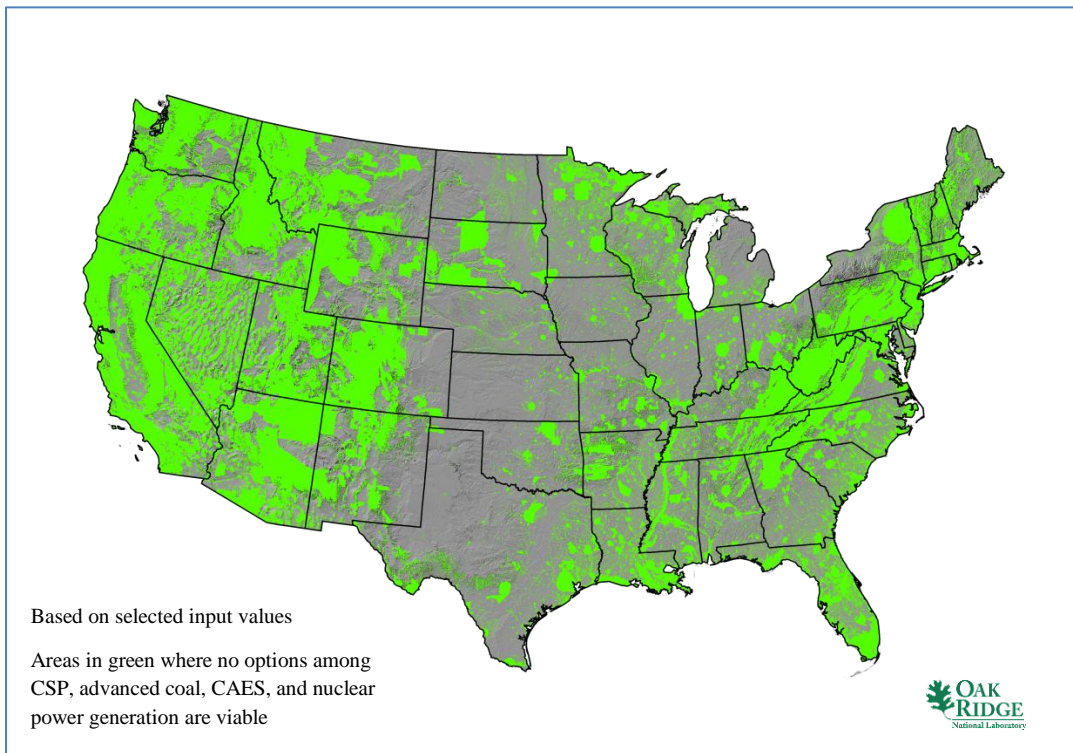 Based on selected input values
Areas in green where no options among
CSP, advanced coal, CAES, and nuclear
power generation are viable
OAK
RIDGE
National Laboratory